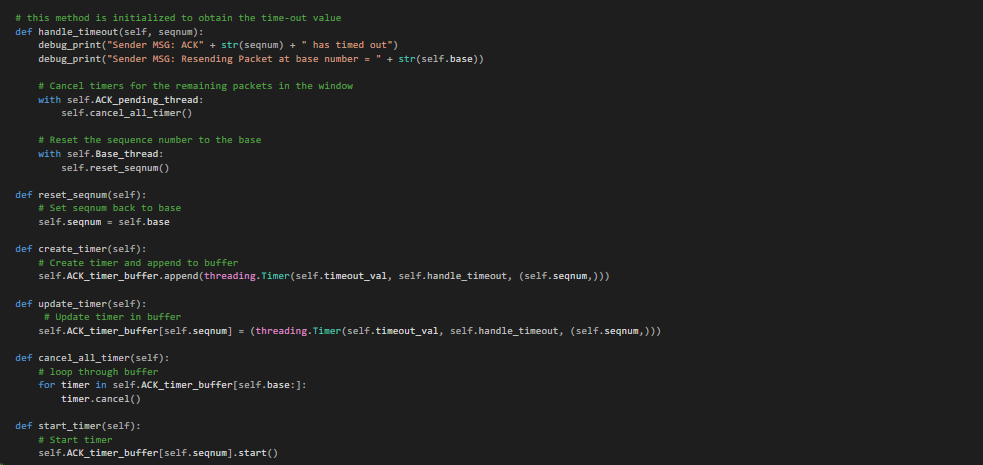 # this method is initialized to obtain the time-out value
def handle_timeout(self, seqnum):
    debug_print("Sender MSG: ACK" + str(seqnum) + " has timed out")
    debug_print("Sender MSG: Resending Packet at base number = " + str(self.base))

    # Cancel timers for the remaining packets in the window
    with self.ACK_pending_thread:
        self.cancel_all_timer()

    # Reset the sequence number to the base
    with self.Base_thread:
        self.reset_seqnum()

def reset_seqnum(self):
    # Set seqnum back to base
    self.seqnum = self.base

def create_timer(self):
    # Create timer and append to buffer
    self.ACK_timer_buffer.append(threading.Timer(self.timeout_val, self.handle_timeout, (self.seqnum,)))

def update_timer(self):
     # Update timer in buffer
    self.ACK_timer_buffer[self.seqnum] = (threading.Timer(self.timeout_val, self.handle_timeout, (self.seqnum,)))

def cancel_all_timer(self):
    # loop through buffer
    for timer in self.ACK_timer_buffer[self.base:]:
        timer.cancel()

def start_timer(self):
    # Start timer
    self.ACK_timer_buffer[self.seqnum].start()